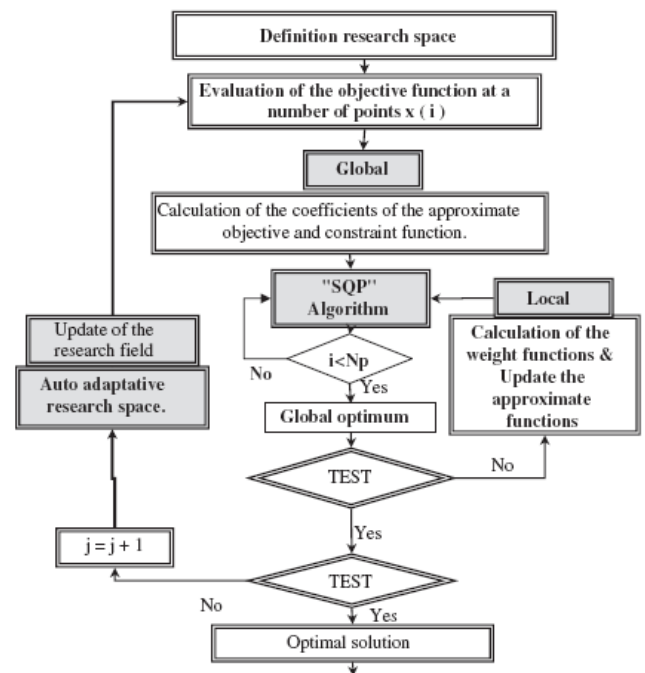 Definition research space
Evaluation of the objective function at a
number of points x ( i )
Global
Calculation of the coefficients of the approximate
objective and constraint function.
"SQP"
Algorithm
Local
Calculation of the
weight functions &
Update the
approximate
functions
Update of the
research field
Auto adaptative
research space.
i<Np
No
Yes
Global optimum
TEST
No
Yes
j = j + 1
TEST
No
Yes
Optimal solution